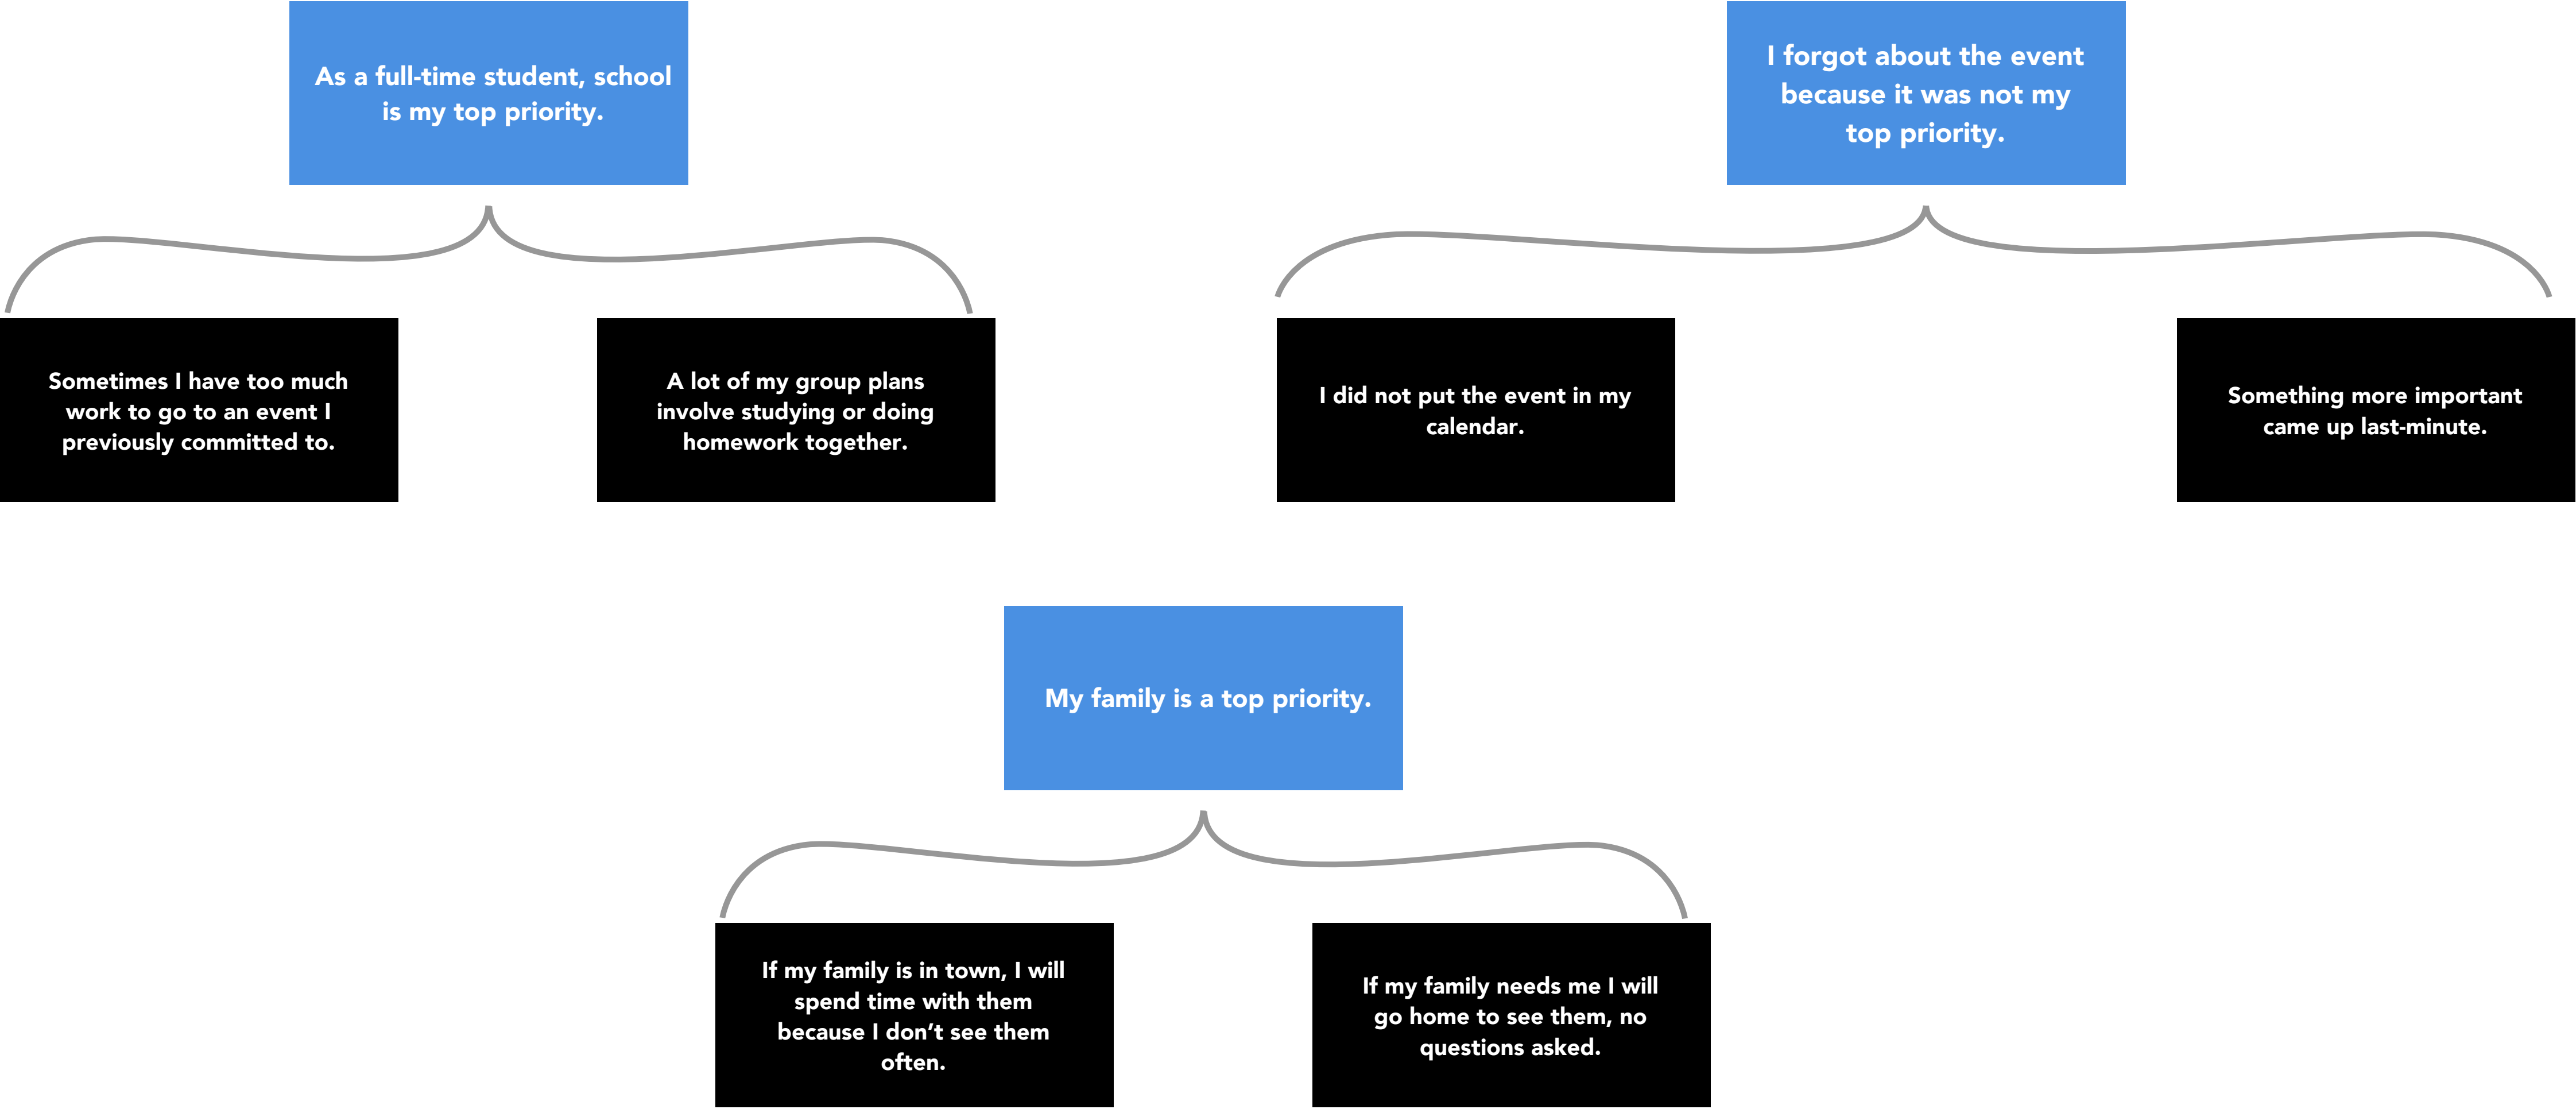 As a full-time student, school
is my top priority.
I forgot about the event
because it was not my
top priority.
Sometimes I have too much
work to go to an event I
previously committed to.
A lot of my group plans
involve studying or doing
homework together.
I did not put the event in my
calendar.
Something more important
came up last-minute.
My family is a top priority.
If my family is in town, I will
spend time with them
because I don’t see them
often.
If my family needs me I will
go home to see them, no
questions asked.